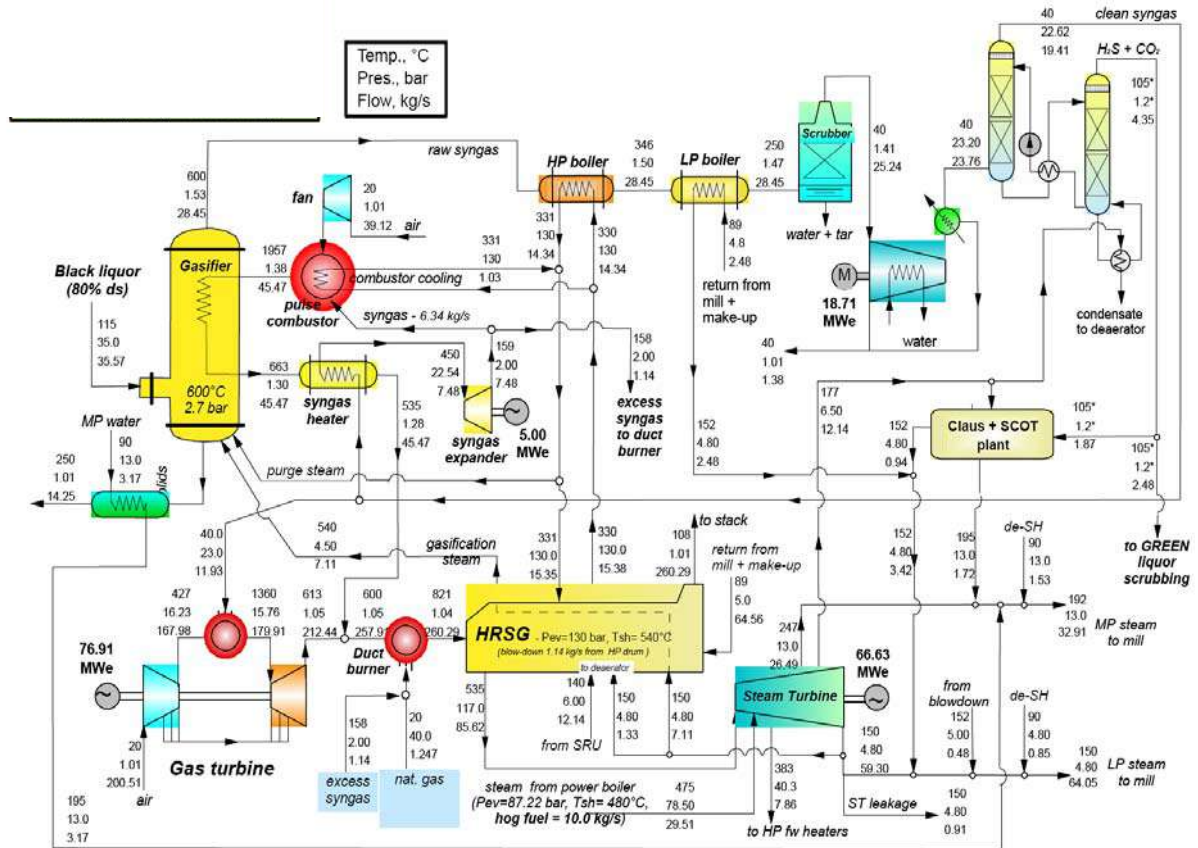 Temp., °C
Pres., bar
Flow, kg/s
40
22.62
19.41
clean syngas
H₂S + CO₂
105*
1.2*
4.35
raw syngas
600
1.53
28.45
HP boiler
346
1.50
28.45
LP boiler
250
1.47
28.45
Scrubber
40
1.41
25.24
40
23.20
23.76
fan
20
1.01
39.12
air
331
130
14.34
330
130
14.34
89
4.8
2.48
return from
mill +
make-up
water + tar
Gasifier
1957
1.38
45.47
combustor cooling
331
130
1.03
pulse
combustor
Black liquor
(80% ds)
115
35.0
35.57
syngas - 6.34 kg/s
M
18.71
MWe
water
condensate
to deaerator
663
1.30
45.47
syngas
heater
450
22.54
7.48
159
2.00
7.48
158
2.00
1.14
excess
syngas
to duct
burner
40
1.01
1.38
600°C
2.7 bar
535
1.28
45.47
syngas
expander
5.00
MWe
177
6.50
12.14
152
4.80
2.48
152
4.80
0.94
Claus + SCOT
plant
105*
1.2*
1.87
105*
1.2*
2.48
MP water
90
13.0
3.17
250
1.01
14.25
purge steam
540
4.50
7.11
gasification
steam
40.0
23.0
11.93
331
130.0
15.35
330
130.0
15.38
to stack
108
1.01
260.29
return from
mill + make-up
89
5.0
64.56
152
4.80
3.42
195
13.0
1.72
de-SH
90
13.0
1.53
to GREEN
liquor
scrubbing
192
13.0
32.91
MP steam
to mill
427
16.23
167.98
1360
15.76
179.91
613
1.05
212.44
600
1.05
257.91
821
1.04
260.29
Duct
burner
HRSG - Pev=130 bar, Tsh= 540°C
(blow-down 1.14 kg/s from HP drum)
to deaerator
76.91
MWe
247
13.0
26.49
66.63
MWe
Steam Turbine
535
117.0
85.62
140
6.00
12.14
from SRU
150
4.80
1.33
150
4.80
7.11
from
blowdown
152
5.00
0.48
de-SH
90
4.80
0.85
150
4.80
59.30
150
4.80
64.05
LP steam
to mill
20
1.01
200.51
air
Gas turbine
158
2.00
1.14
excess
syngas
20
40.0
1.247
nat. gas
steam from power boiler
(Pev=87.22 bar, Tsh= 480°C,
hog fuel = 10.0 kg/s)
475
78.50
29.51
383
40.3
7.86
to HP fw heaters
ST leakage
150
4.80
0.91
195
13.0
3.17